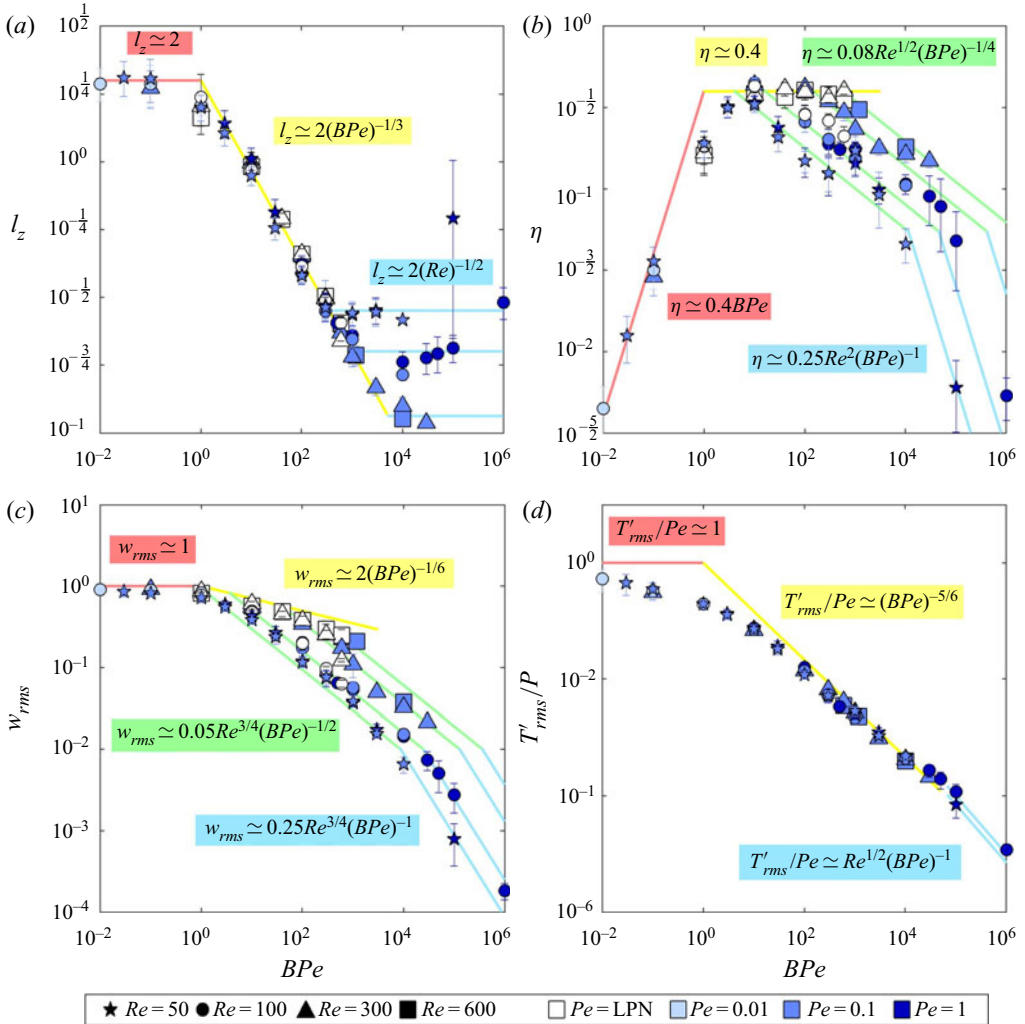 (a)
10^{\frac{1}{2}}
10^{\frac{1}{4}}
10^{0}
10^{-\frac{1}{4}}
10^{-\frac{1}{2}}
10^{-\frac{3}{4}}
10^{-1}
l_z
l_z ≃ 2
l_z ≃ 2(BPe)^{-1/3}
l_z ≃ 2(Re)^{-1/2}
10^{-2} 10^{0} 10^{2} 10^{4} 10^{6}
(b)
10^{-\frac{1}{2}}
10^{-1}
10^{-\frac{3}{2}}
10^{-2}
10^{-\frac{5}{2}}
η
η ≃ 0.4
η ≃ 0.08Re^{1/2}(BPe)^{-1/4}
η ≃ 0.4BPe
η ≃ 0.25Re^{2}(BPe)^{-1}
10^{-2} 10^{0} 10^{2} 10^{4} 10^{6}
(c)
10^{1}
10^{0}
10^{-1}
10^{-2}
10^{-3}
10^{-4}
w_{rms}
w_{rms} ≃ 1
w_{rms} ≃ 2(BPe)^{-1/6}
w_{rms} ≃ 0.05Re^{3/4}(BPe)^{-1/2}
w_{rms} ≃ 0.25Re^{3/4}(BPe)^{-1}
10^{-2} 10^{0} 10^{2} 10^{4} 10^{6}
BPe
(d)
10^{0}
10^{-2}
10^{-1}
10^{-6}
T′_{rms}/P
T′_{rms}/Pe ≃ 1
T′_{rms}/Pe ≃ (BPe)^{-5/6}
T′_{rms}/Pe ≃ Re^{1/2}(BPe)^{-1}
10^{-2} 10^{0} 10^{2} 10^{4} 10^{6}
BPe
Re = 50 Re = 100 Re = 300 Re = 600 Pe = LPN Pe = 0.01 Pe = 0.1 Pe = 1